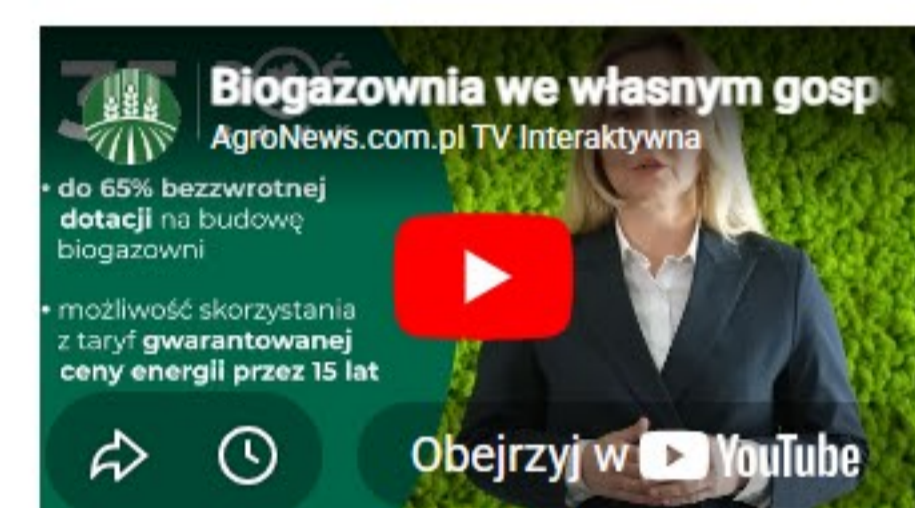 Biogazownia we własnym gosp
AgroNews.com.pl TV Interaktywna
• do 65% bezzwrotnej
dotacji na budowę
biogazowni
• możliwość skorzystania
z taryf gwarantowanej
ceny energii przez 15 lat
Obejrzyj w YouTube